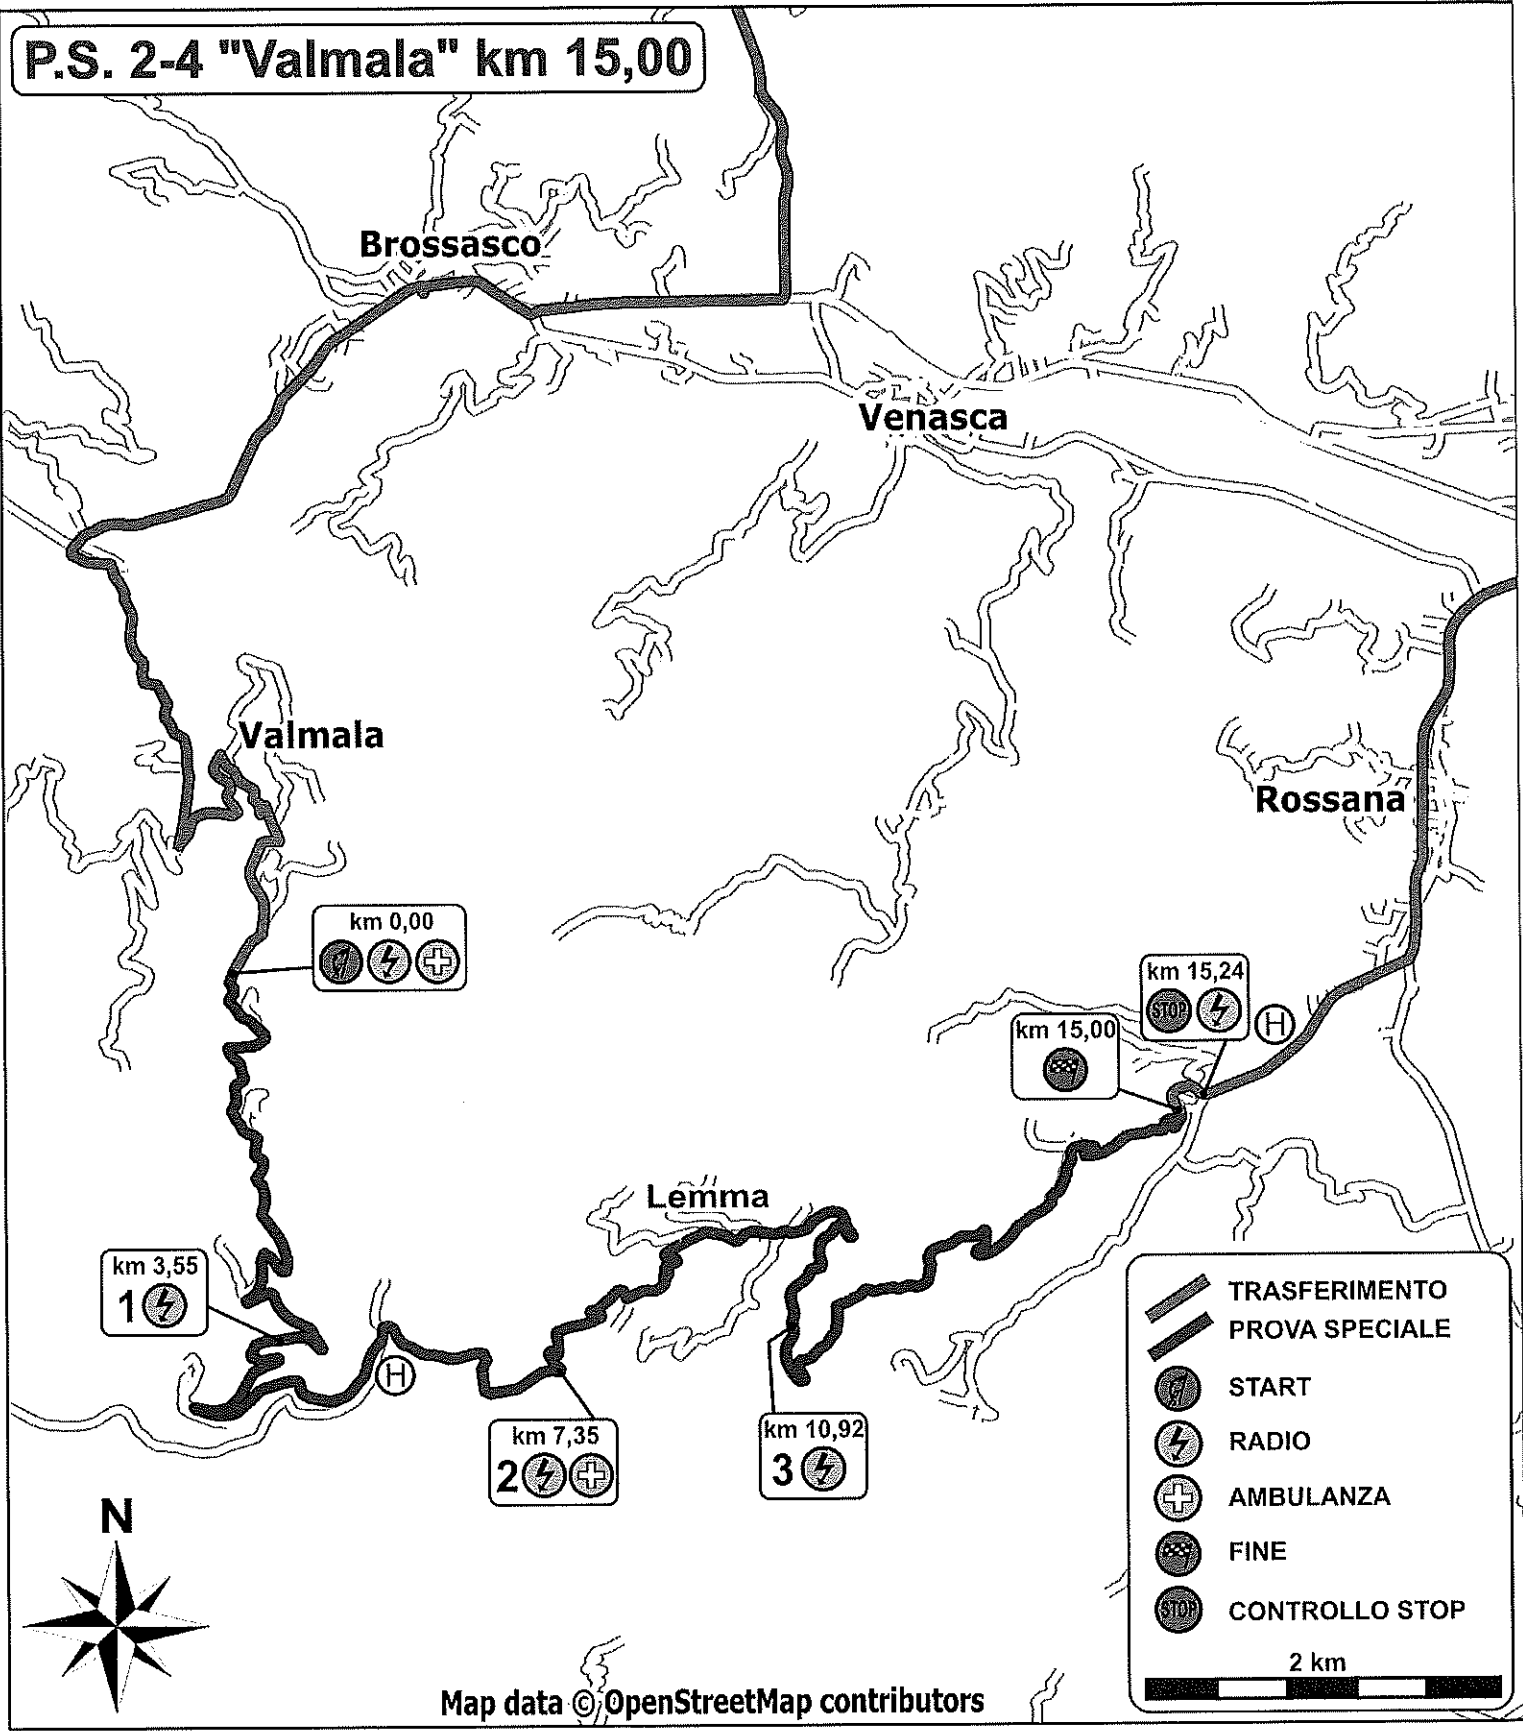 P.S. 2-4 "Valmala" km 15,00
Brossasco
Venasca
Valmala
Rossana
km 0,00
km 15,24
STOP
H
km 15,00
Lemma
km 3,55
1
H
km 7,35
2
km 10,92
3
TRASFERIMENTO
PROVA SPECIALE
START
RADIO
AMBULANZA
FINE
STOP CONTROLLO STOP
2 km
N
Map data © OpenStreetMap contributors